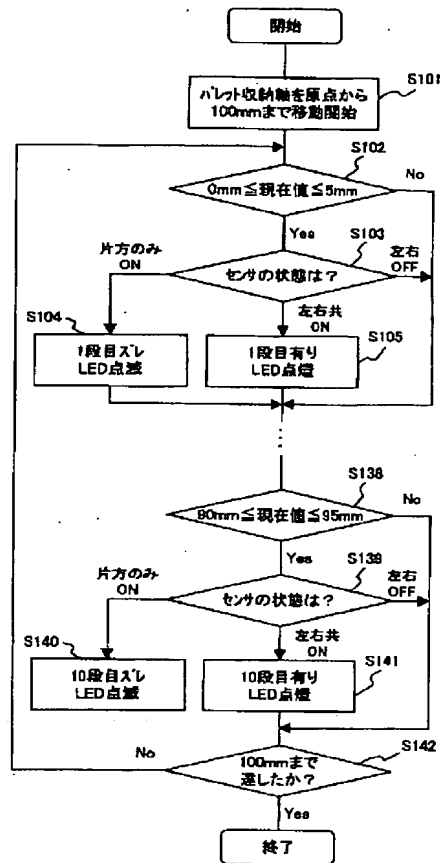 開始
S101
パレット収納軸を原点から
100mmまで移動開始
S102
0mm≦現在値≦5mm
No
Yes
S103
片方のみ
ON
センサの状態は?
左右
OFF
左右共
ON
S104
1段目ズレ
LED点滅
S105
1段目有り
LED点燈
S138
90mm≦現在値≦95mm
No
Yes
S139
片方のみ
ON
センサの状態は?
左右
OFF
左右共
ON
S140
10段目ズレ
LED点滅
S141
10段目有り
LED点燈
S142
No
100mmまで
達したか?
Yes
終了